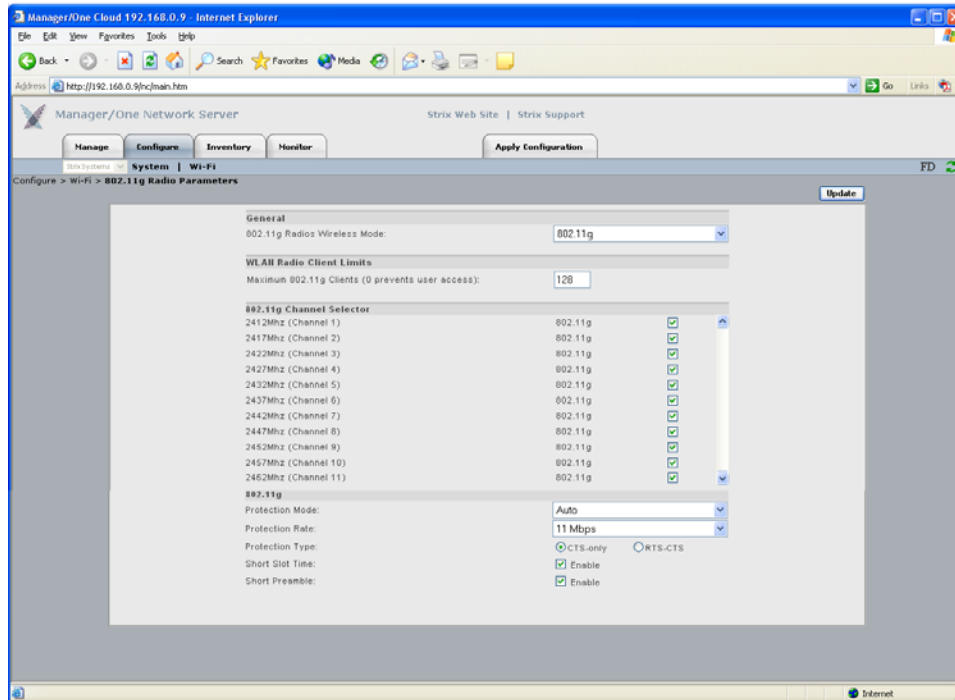 Manager/One Cloud 192.168.0.9 - Internet Explorer
File Edit View Favorites Tools Help
Back Search Favorites Media
Address http://192.168.0.9/nc/main.htm Go Links
Manager/One Network Server Strix Web Site | Strix Support
Manage Configure Inventory Monitor Apply Configuration
Strix Systems System | Wi-Fi FD
Configure > Wi-Fi > 802.11g Radio Parameters
Update
General
802.11g Radios Wireless Mode: 802.11g
WLAN Radio Client Limits
Maximum 802.11g Clients (0 prevents user access): 128
802.11g Channel Selector
2412Mhz (Channel 1) 802.11g
2417Mhz (Channel 2) 802.11g
2422Mhz (Channel 3) 802.11g
2427Mhz (Channel 4) 802.11g
2432Mhz (Channel 5) 802.11g
2437Mhz (Channel 6) 802.11g
2442Mhz (Channel 7) 802.11g
2447Mhz (Channel 8) 802.11g
2452Mhz (Channel 9) 802.11g
2457Mhz (Channel 10) 802.11g
2462Mhz (Channel 11) 802.11g
802.11g
Protection Mode: Auto
Protection Rate: 11 Mbps
Protection Type: CTS-only RTS-CTS
Short Slot Time: Enable
Short Preamble: Enable
Internet